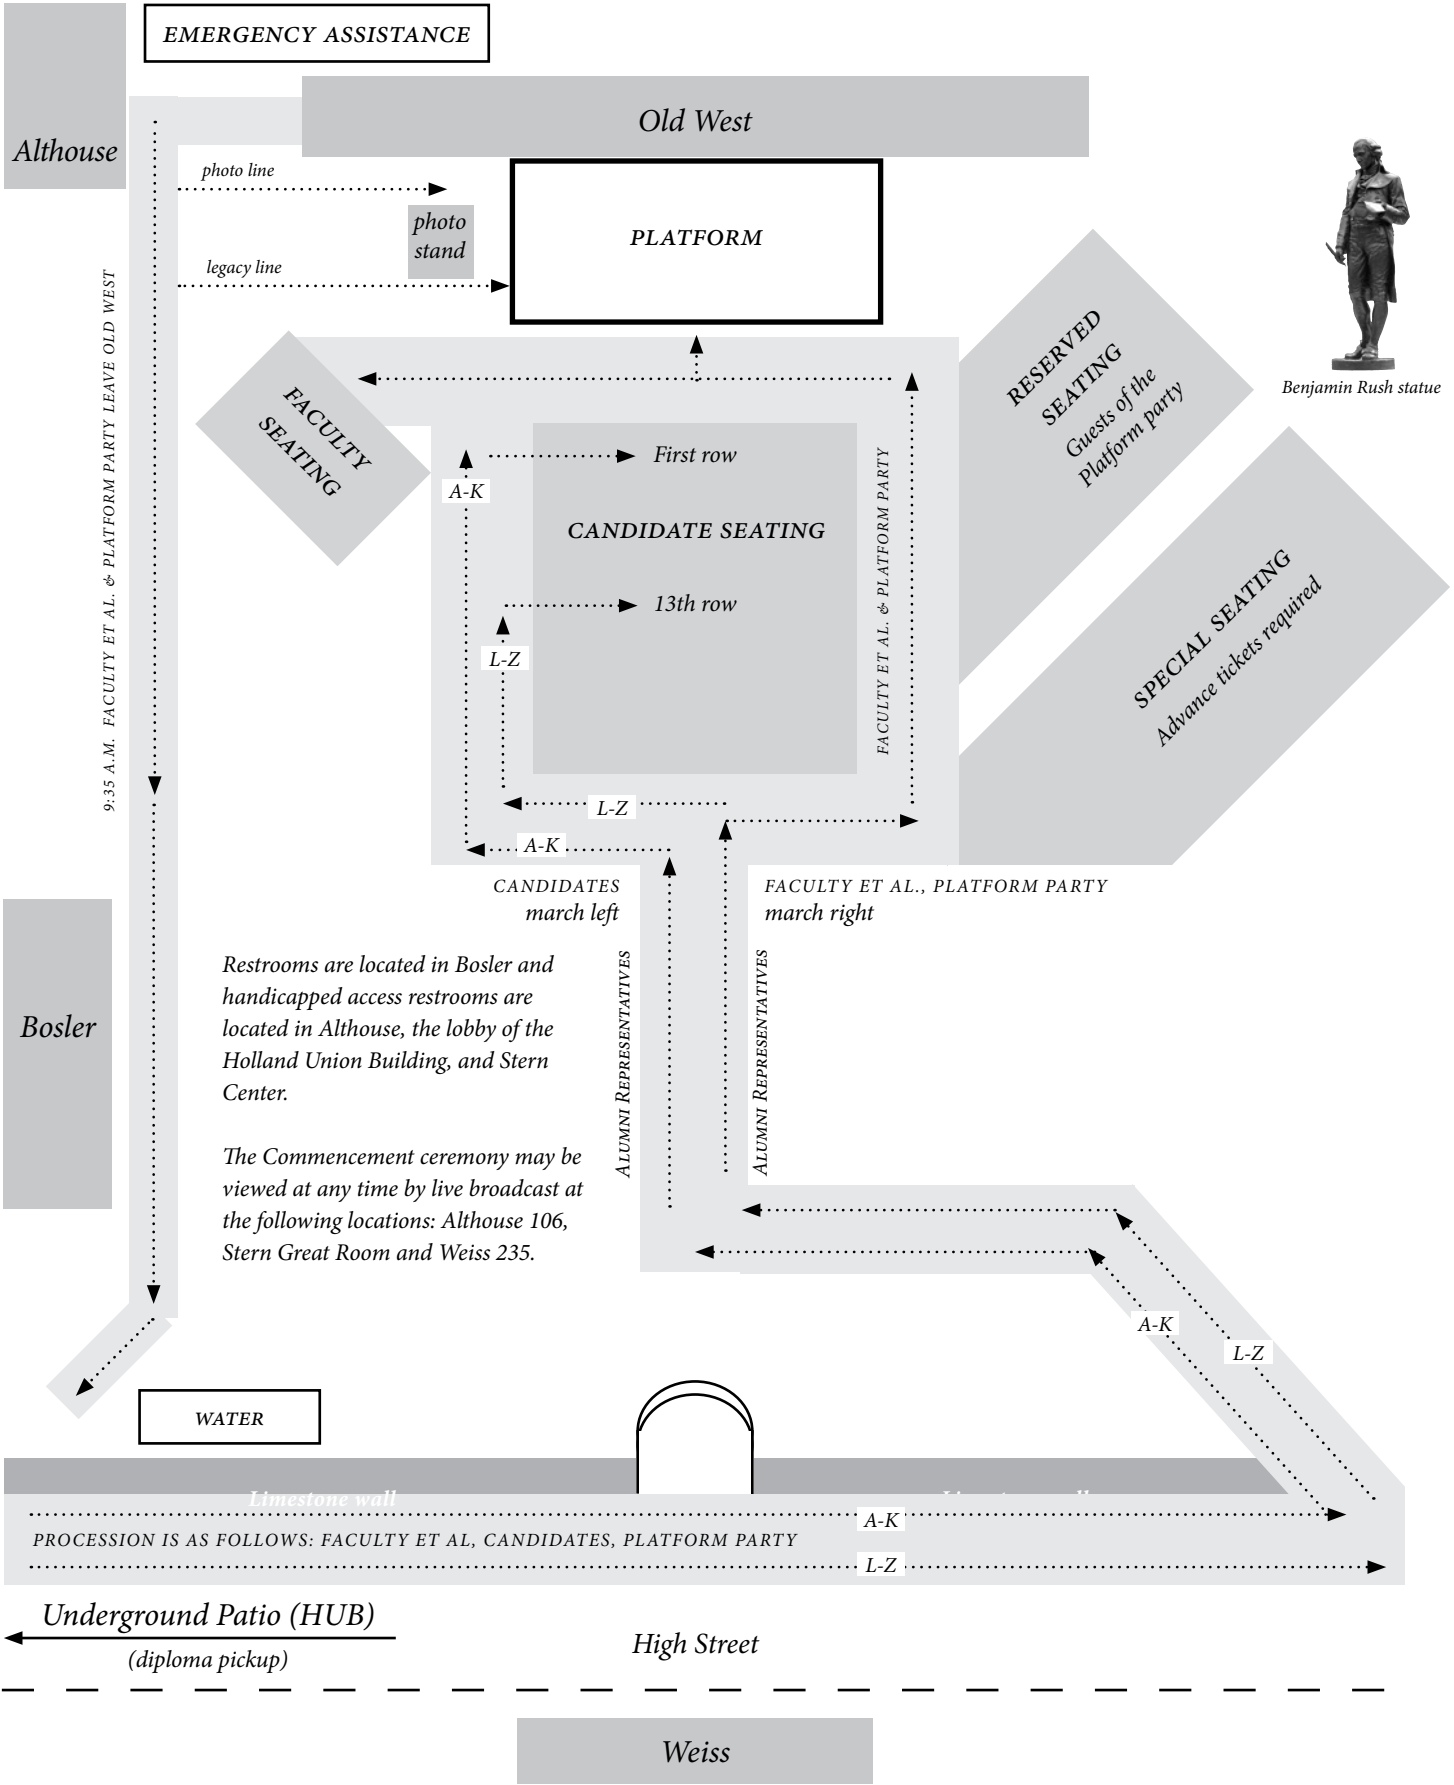 EMERGENCY ASSISTANCE
Old West
Althouse
photo line
photo
stand
PLATFORM
legacy line
Benjamin Rush statue
9:35 A.M. FACULTY ET AL. & PLATFORM PARTY LEAVE OLD WEST
FACULTY
SEATING
RESERVED
SEATING
Guests of the
Platform party
First row
A-K
CANDIDATE SEATING
FACULTY ET AL. & PLATFORM PARTY
13th row
L-Z
SPECIAL SEATING
Advance tickets required
L-Z
A-K
CANDIDATES
march left
FACULTY ET AL., PLATFORM PARTY
march right
ALUMNI REPRESENTATIVES
ALUMNI REPRESENTATIVES
Bosler
Restrooms are located in Bosler and
handicapped access restrooms are
located in Althouse, the lobby of the
Holland Union Building, and Stern
Center.
The Commencement ceremony may be
viewed at any time by live broadcast at
the following locations: Althouse 106,
Stern Great Room and Weiss 235.
A-K
L-Z
WATER
Limestone wall
A-K
PROCESSION IS AS FOLLOWS: FACULTY ET AL, CANDIDATES, PLATFORM PARTY
L-Z
Underground Patio (HUB)
(diploma pickup)
High Street
Weiss